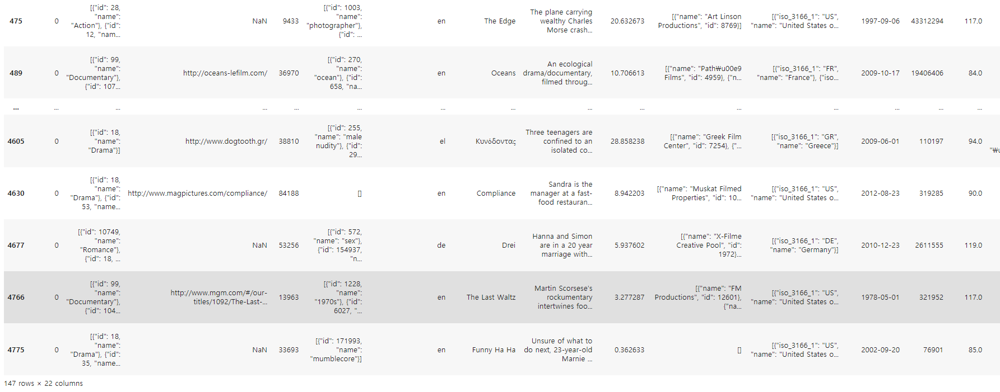 475 0 [{"id": 28, "name": "Action"}, {"id": 12, "nam... NaN 9433 [{"id": 1003, "name": "photographer"}, {"id": ... en The Edge The plane carrying wealthy Charles Morse crash... 20.632673 [{"name": "Art Linson Productions", "id": 8769}] [{"iso_3166_1": "US", "name": "United States o... 1997-09-06 43312294 117.0
489 0 [{"id": 99, "name": "Documentary"}, {"id": 107... http://oceans-lefilm.com/ 36970 [{"id": 270, "name": "ocean"}, {"id": 658, "na... en Oceans An ecological drama/documentary, filmed throug... 10.706613 [{"name": "Path₩u00e9 Films", "id": 4959}, {"n... [{"iso_3166_1": "FR", "name": "France"}, {"iso... 2009-10-17 19406406 84.0
... ... ... ... ... ... ... ... ... ... ... ... ... ... ...
4605 0 [{"id": 18, "name": "Drama"}] http://www.dogtooth.gr/ 38810 [{"id": 255, "name": "male nudity"}, {"id": 29... el Κυνόδοντας Three teenagers are confined to an isolated co... 28.858238 [{"name": "Greek Film Center", "id": 7254}, {"... [{"iso_3166_1": "GR", "name": "Greece"}] 2009-06-01 110197 94.0 "₩u
4630 0 [{"id": 18, "name": "Drama"}, {"id": 53, "name... http://www.magpictures.com/compliance/ 84188 [] en Compliance Sandra is the manager at a fast-food restauran... 8.942203 [{"name": "Muskat Filmed Properties", "id": 10... [{"iso_3166_1": "US", "name": "United States o... 2012-08-23 319285 90.0
4677 0 [{"id": 10749, "name": "Romance"}, {"id": 18, ... NaN 53256 [{"id": 572, "name": "sex"}, {"id": 154937, "n... de Drei Hanna and Simon are in a 20 year marriage with... 5.937602 [{"name": "X-Filme Creative Pool", "id": 1972}... [{"iso_3166_1": "DE", "name": "Germany"}] 2010-12-23 2611555 119.0
4766 0 [{"id": 99, "name": "Documentary"}, {"id": 104... http://www.mgm.com/#/our-titles/1092/The-Last-... 13963 [{"id": 1228, "name": "1970s"}, {"id": 6027, "... en The Last Waltz Martin Scorsese's rockumentary intertwines foo... 3.277287 [{"name": "FM Productions", "id": 12601}, {"na... [{"iso_3166_1": "US", "name": "United States o... 1978-05-01 321952 117.0
4775 0 [{"id": 18, "name": "Drama"}, {"id": 35, "name... NaN 33693 [{"id": 171993, "name": "mumblecore"}] en Funny Ha Ha Unsure of what to do next, 23-year-old Marnie ... 0.362633 [] [{"iso_3166_1": "US", "name": "United States o... 2002-09-20 76901 85.0
147 rows × 22 columns